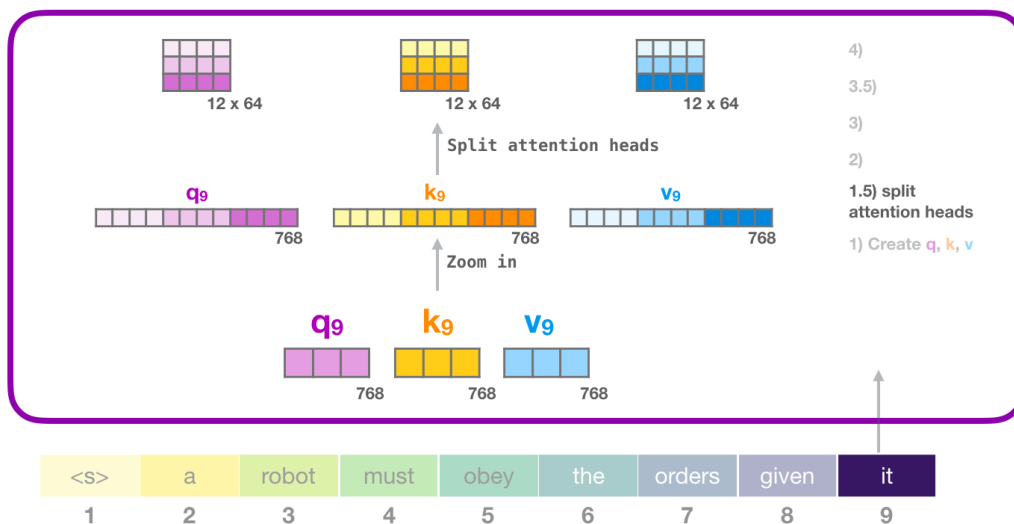 12 x 64
12 x 64
12 x 64
4)
3.5)
3)
2)
1.5) split
attention heads
1) Create q, k, v
Split attention heads
q9
k9
v9
768
768
768
Zoom in
q9
k9
v9
768
768
768
<s>
a
robot
must
obey
the
orders
given
it
1
2
3
4
5
6
7
8
9